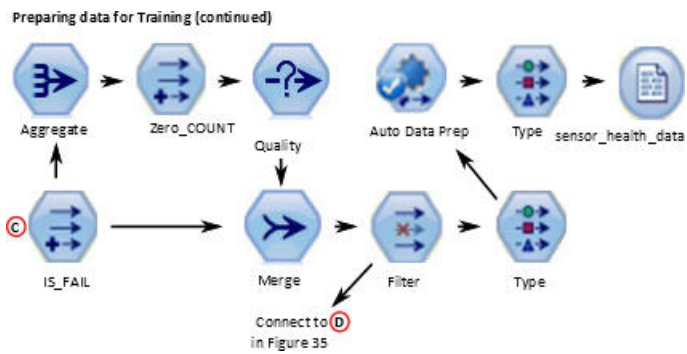 Preparing data for Training (continued)
Aggregate
Zero_COUNT
Quality
Auto Data Prep
Type
sensor_health_data
C
IS_FAIL
Merge
Filter
Type
Connect to D
in Figure 35